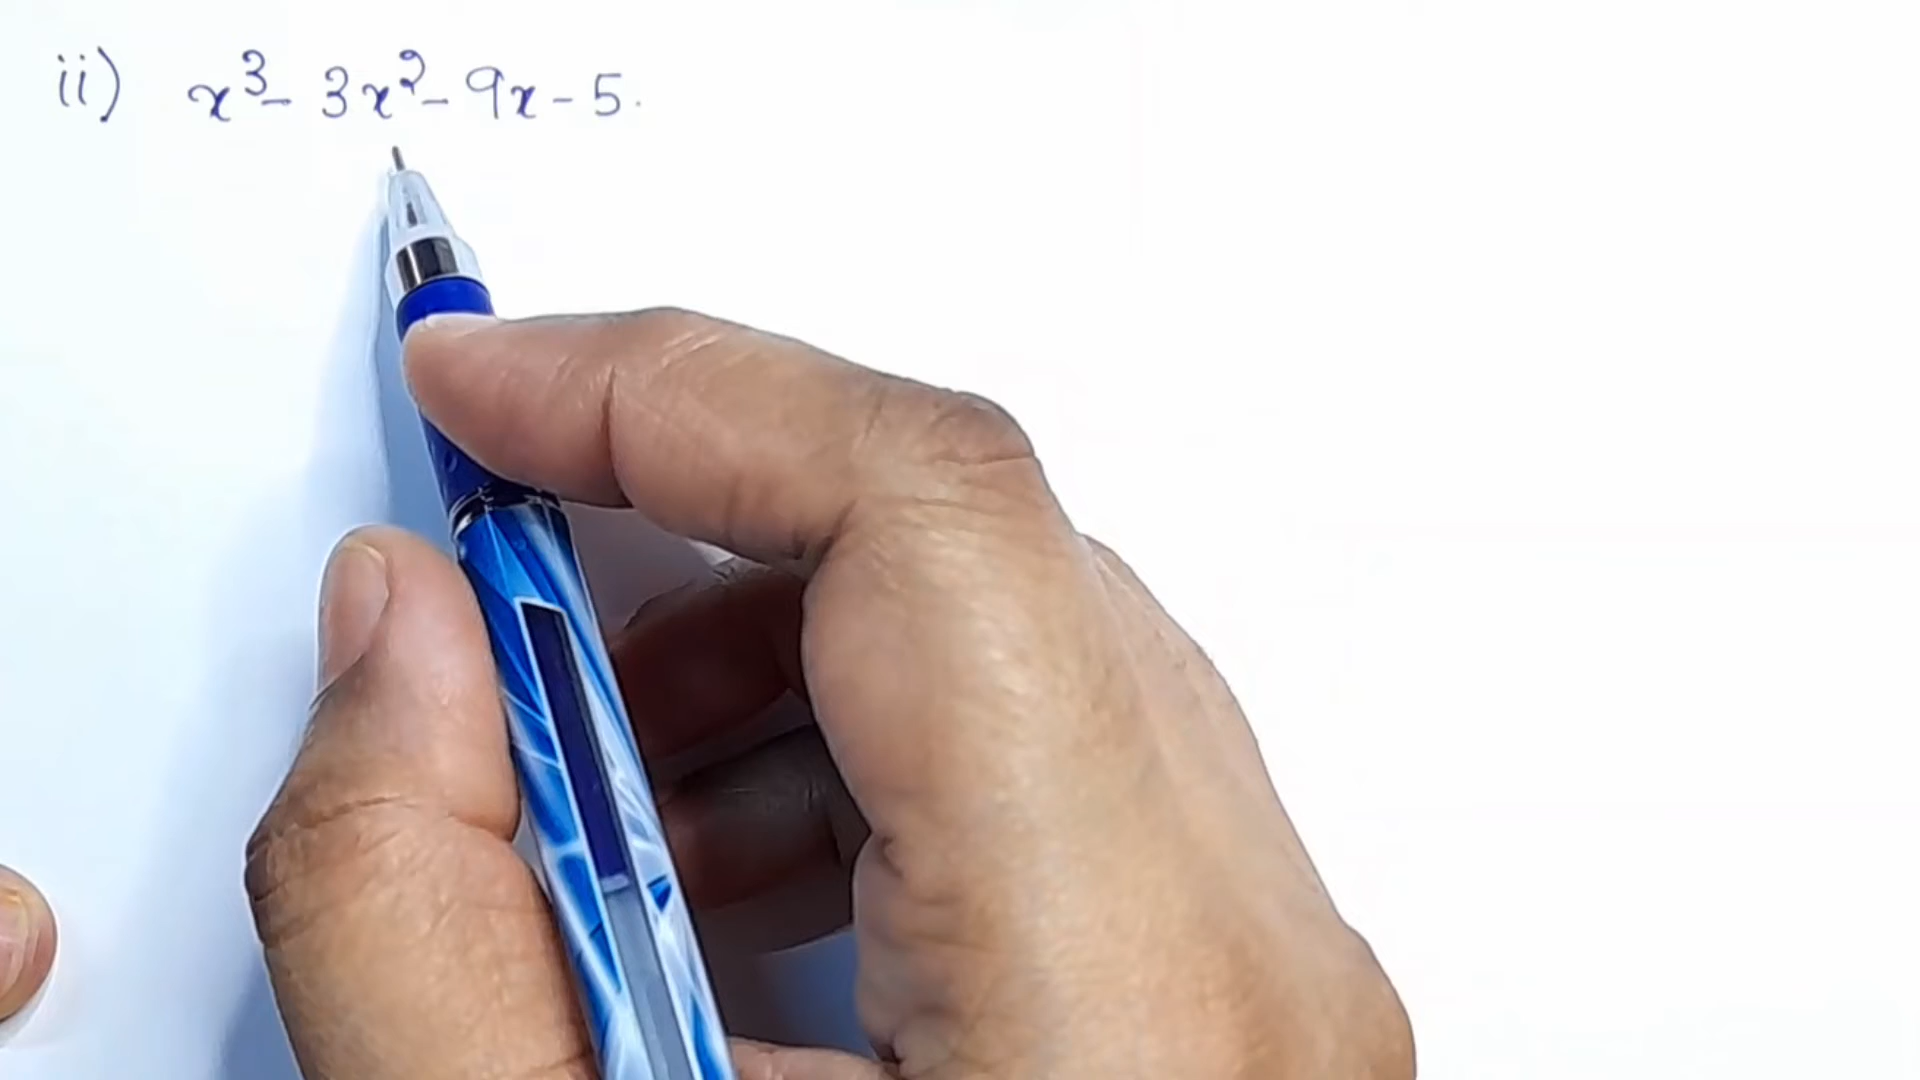 ii) x³ - 3x² - 9x - 5.